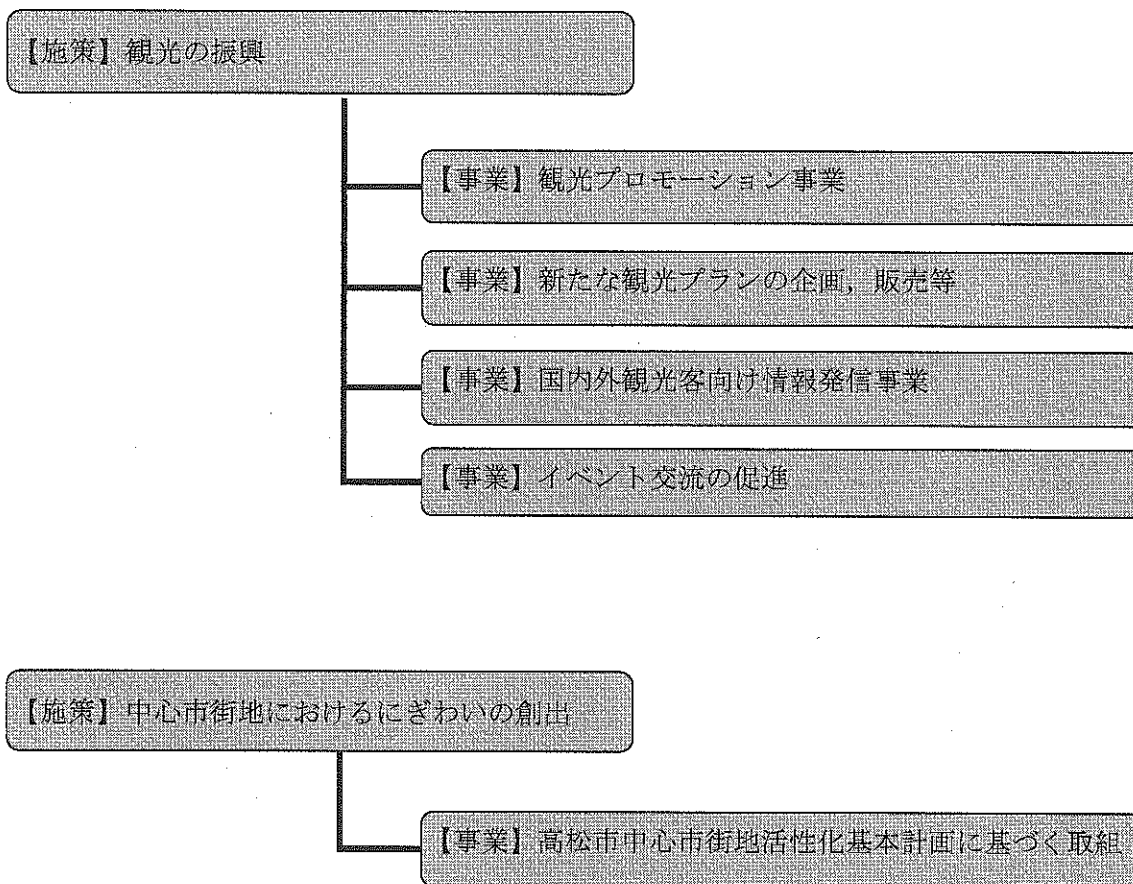 【施策】観光の振興
【事業】観光プロモーション事業
【事業】新たな観光プランの企画，販売等
【事業】国内外観光客向け情報発信事業
【事業】イベント交流の促進
【施策】中心市街地におけるにぎわいの創出
【事業】高松市中心市街地活性化基本計画に基づく取組